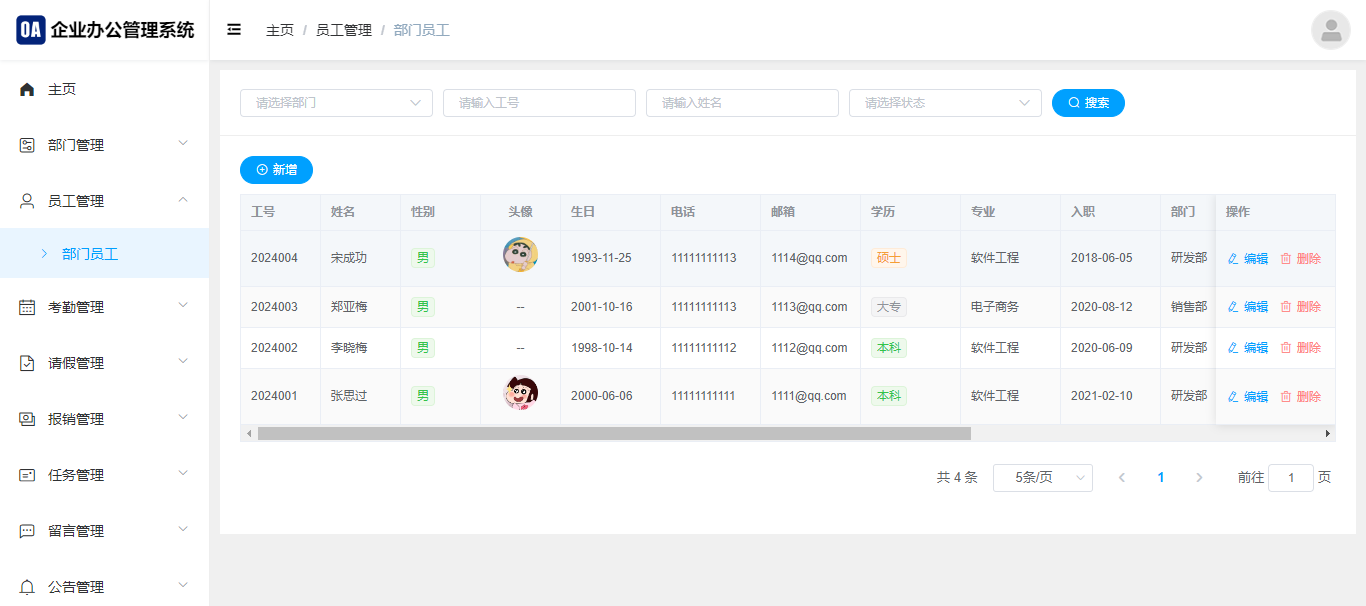 OA 企业办公管理系统
主页 / 员工管理 / 部门员工
主页
部门管理
员工管理
部门员工
考勤管理
请假管理
报销管理
任务管理
留言管理
公告管理
请选择部门 请输入工号 请输入姓名 请选择状态 搜索
新增
工号 姓名 性别 头像 生日 电话 邮箱 学历 专业 入职 部门 操作
2024004 宋成功 男 1993-11-25 11111111113 1114@qq.com 硕士 软件工程 2018-06-05 研发部 编辑 删除
2024003 郑亚梅 男 -- 2001-10-16 11111111113 1113@qq.com 大专 电子商务 2020-08-12 销售部 编辑 删除
2024002 李晓梅 男 -- 1998-10-14 11111111112 1112@qq.com 本科 软件工程 2020-06-09 研发部 编辑 删除
2024001 张思过 男 2000-06-06 11111111111 1111@qq.com 本科 软件工程 2021-02-10 研发部 编辑 删除
共 4 条 5条/页 1 前往 1 页